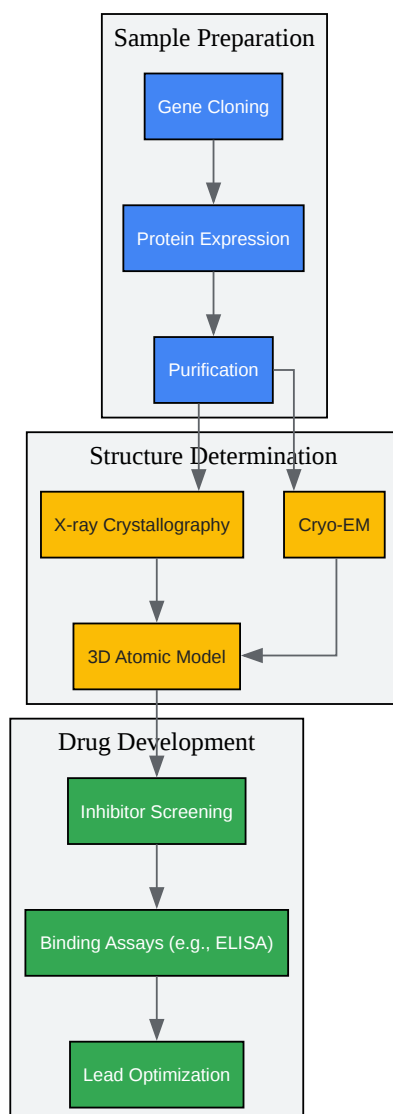 Sample Preparation
Gene Cloning
Protein Expression
Purification
Structure Determination
X-ray Crystallography
Cryo-EM
3D Atomic Model
Drug Development
Inhibitor Screening
Binding Assays (e.g., ELISA)
Lead Optimization